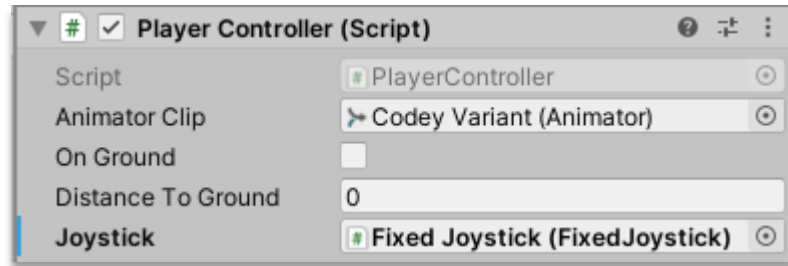 # Player Controller (Script)
Script # PlayerController
Animator Clip Codey Variant (Animator)
On Ground
Distance To Ground 0
Joystick # Fixed Joystick (FixedJoystick)